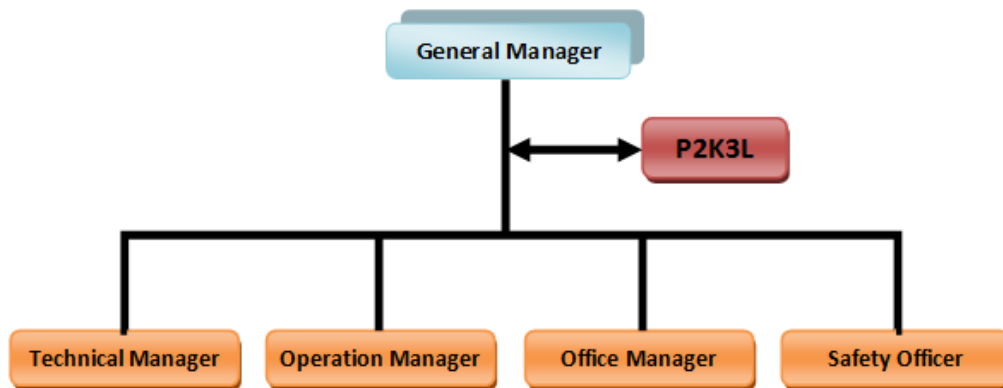 General Manager
P2K3L
Technical Manager
Operation Manager
Office Manager
Safety Officer